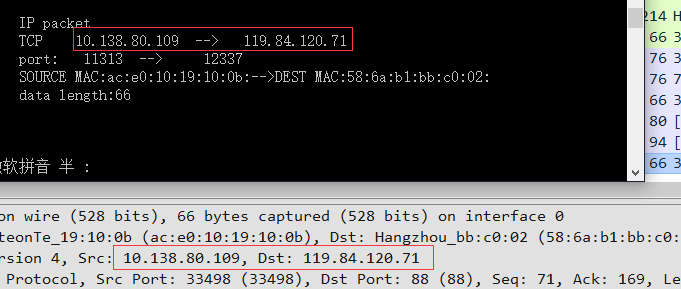 IP packet
TCP 10.138.80.109 --> 119.84.120.71
port: 11313 --> 12337
SOURCE MAC:ac:e0:10:19:10:0b:-->DEST MAC:58:6a:b1:bb:c0:02:
data length:66
软拼音 半 :
214 H
66 3
76 3
76 7
66 3
80 [
94 [
66 3
on wire (528 bits), 66 bytes captured (528 bits) on interface 0
teonTe_19:10:0b (ac:e0:10:19:10:0b), Dst: Hangzhou_bb:c0:02 (58:6a:b1:bb:c0:
ersion 4, Src: 10.138.80.109, Dst: 119.84.120.71
Protocol, Src Port: 33498 (33498), Dst Port: 88 (88), Seq: 71, Ack: 169, Le